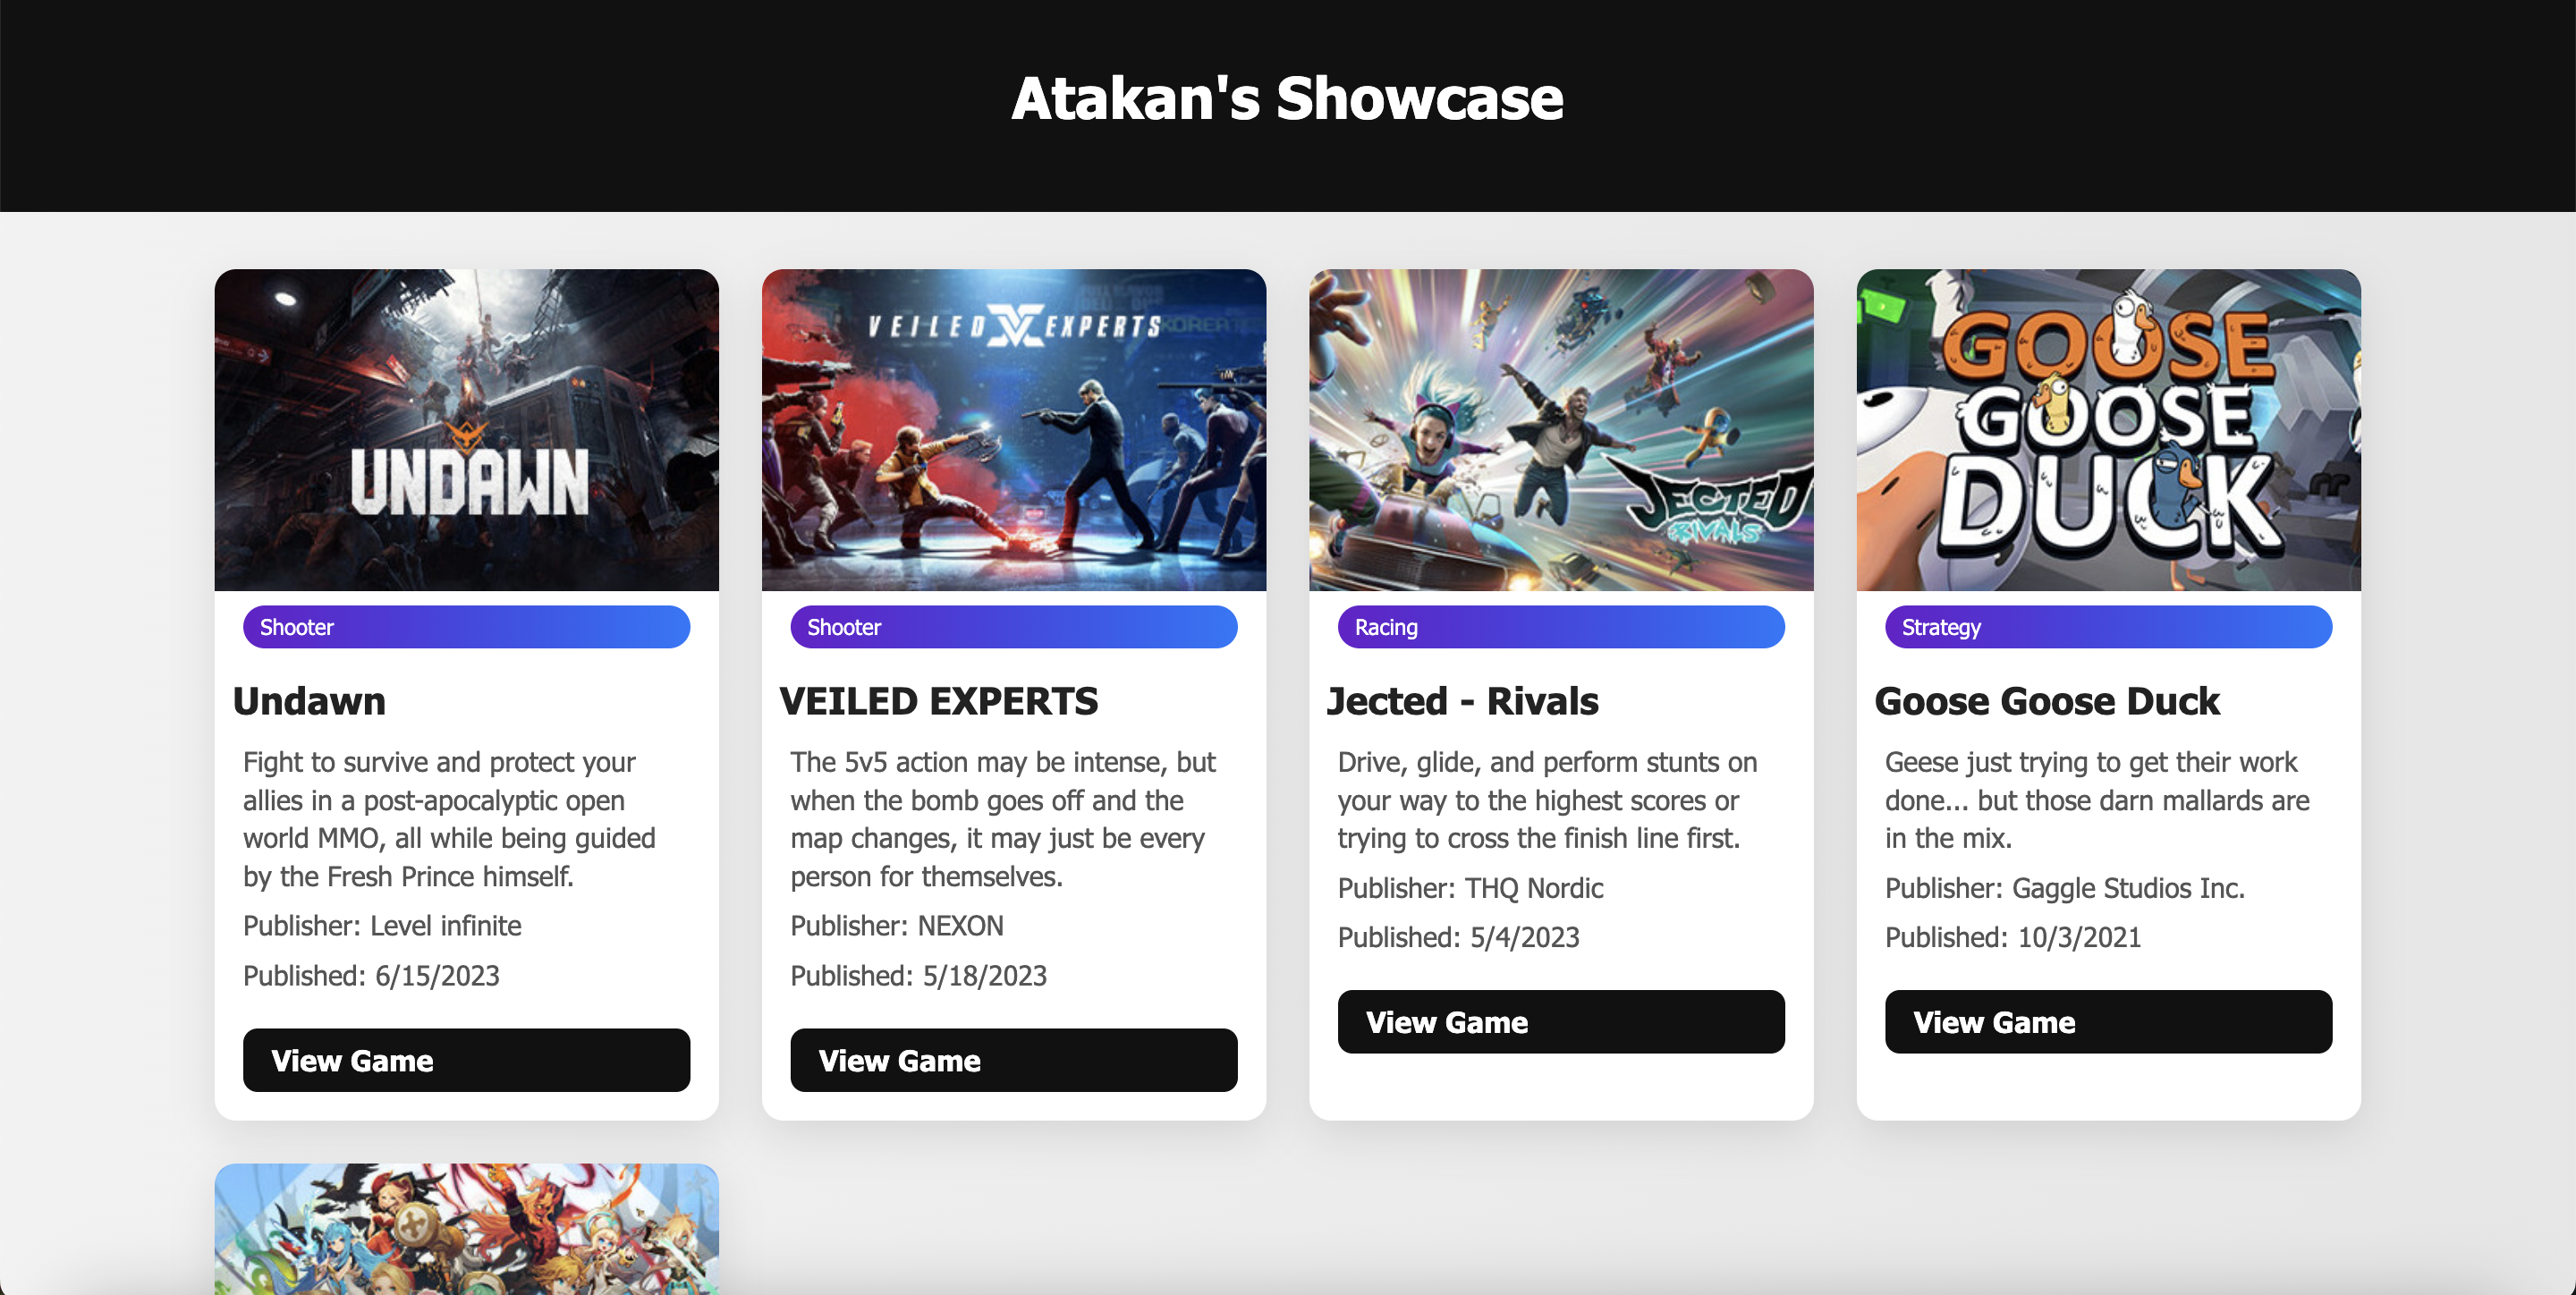 Atakan's Showcase
UNDAWN
Shooter
Undawn
Fight to survive and protect your
allies in a post-apocalyptic open
world MMO, all while being guided
by the Fresh Prince himself.
Publisher: Level infinite
Published: 6/15/2023
View Game
VEILED EXPERTS
Shooter
VEILED EXPERTS
The 5v5 action may be intense, but
when the bomb goes off and the
map changes, it may just be every
person for themselves.
Publisher: NEXON
Published: 5/18/2023
View Game
JECTED
RIVALS
Racing
Jected - Rivals
Drive, glide, and perform stunts on
your way to the highest scores or
trying to cross the finish line first.
Publisher: THQ Nordic
Published: 5/4/2023
View Game
GOOSE
GOOSE
DUCK
Strategy
Goose Goose Duck
Geese just trying to get their work
done... but those darn mallards are
in the mix.
Publisher: Gaggle Studios Inc.
Published: 10/3/2021
View Game